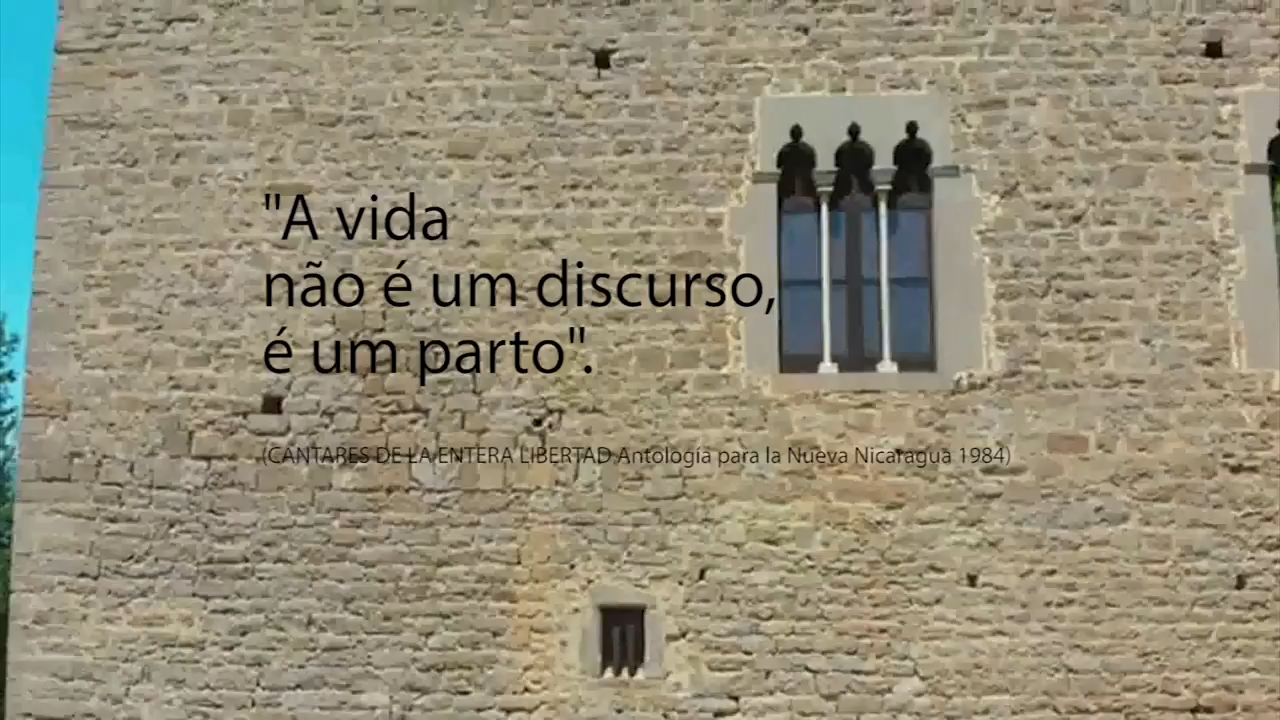 "A vida
não é um discurso,
é um parto".
(CANTARES DE LA ENTERA LIBERTAD Antología para la Nueva Nicaragua 1984)